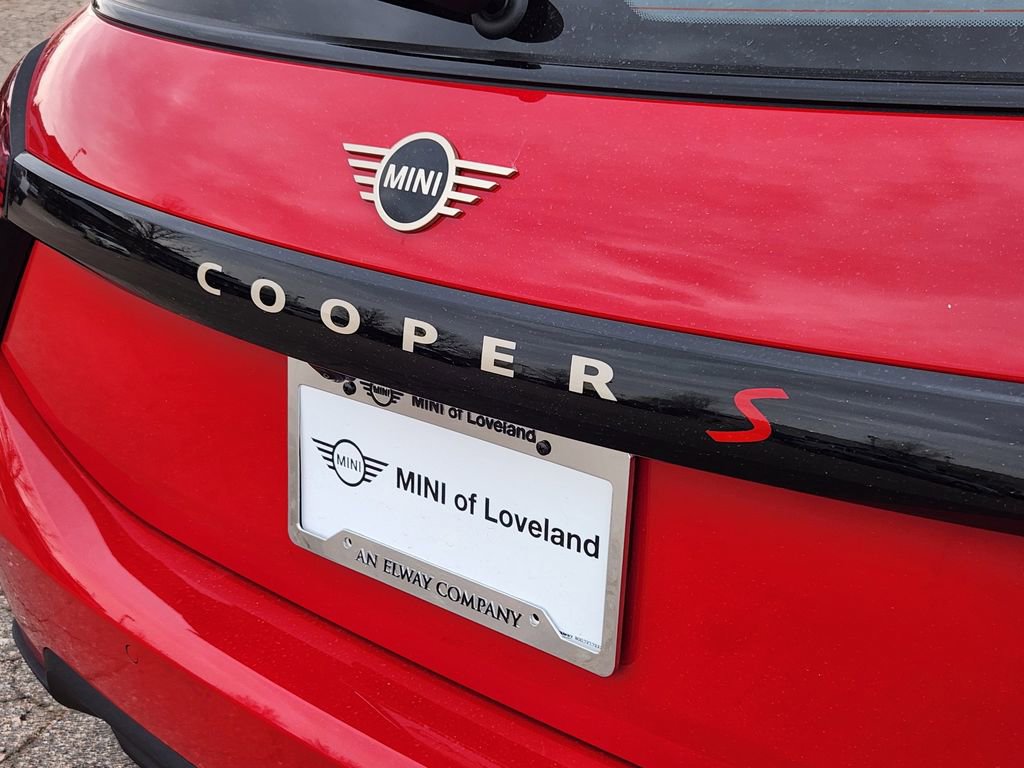 MINI
COOPER S
MINI MINI of Loveland
MINI MINI of Loveland
AN ELWAY COMPANY